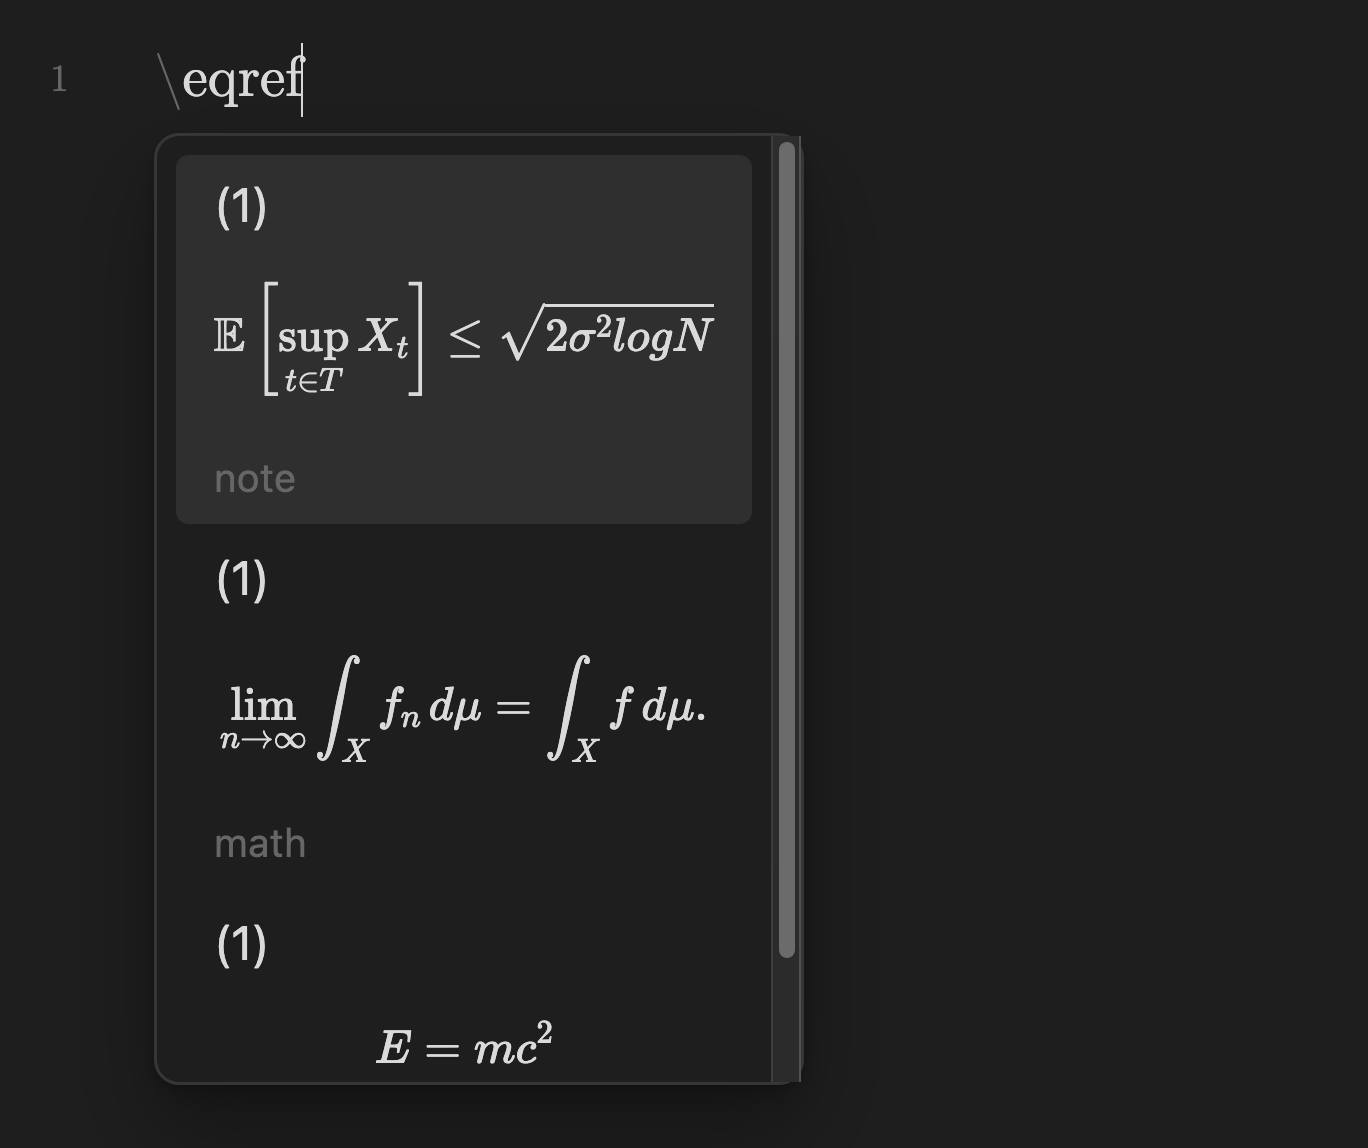 1 \eqref
(1)
𝔼 [sup_{t∈T} X_t] ≤ √(2σ²logN)
note
(1)
lim_{n→∞} ∫_X f_n dμ = ∫_X f dμ.
math
(1)
E = mc²